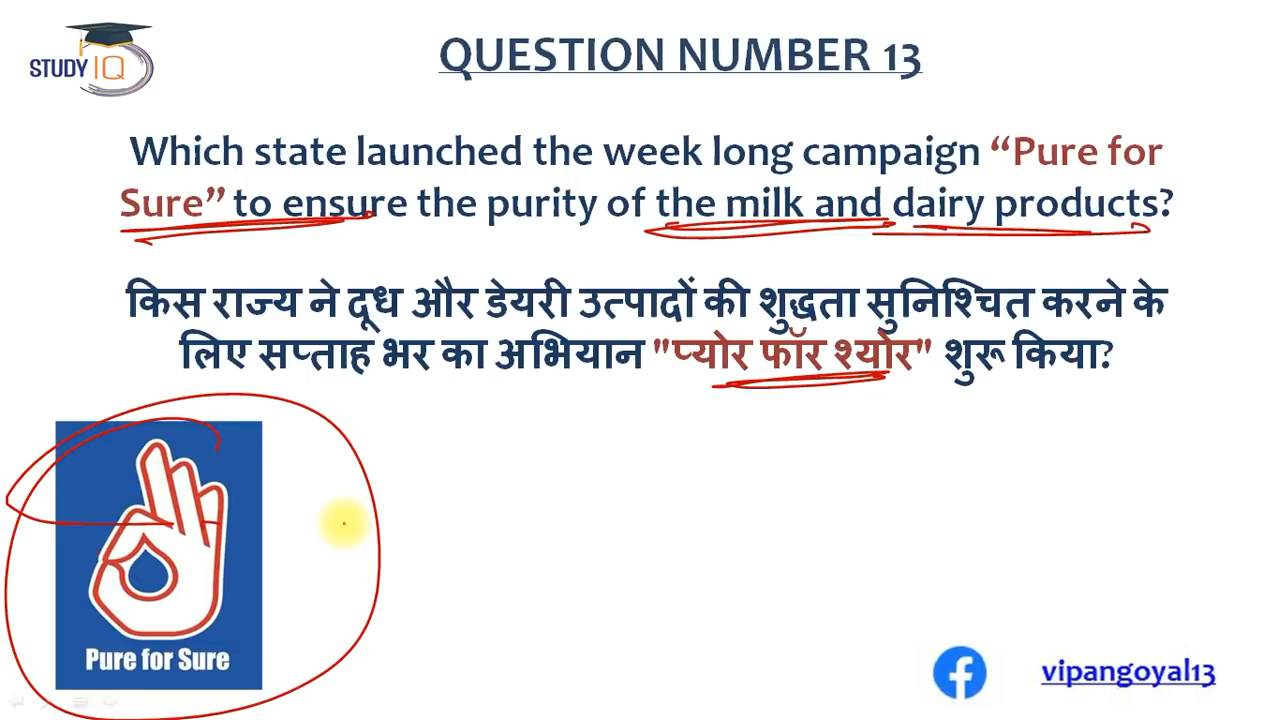 STUDY IQ
QUESTION NUMBER 13
Which state launched the week long campaign “Pure for
Sure” to ensure the purity of the milk and dairy products?
किस राज्य ने दूध और डेयरी उत्पादों की शुद्धता सुनिश्चित करने के
लिए सप्ताह भर का अभियान "प्योर फॉर श्योर" शुरू किया?
Pure for Sure
vipangoyal13